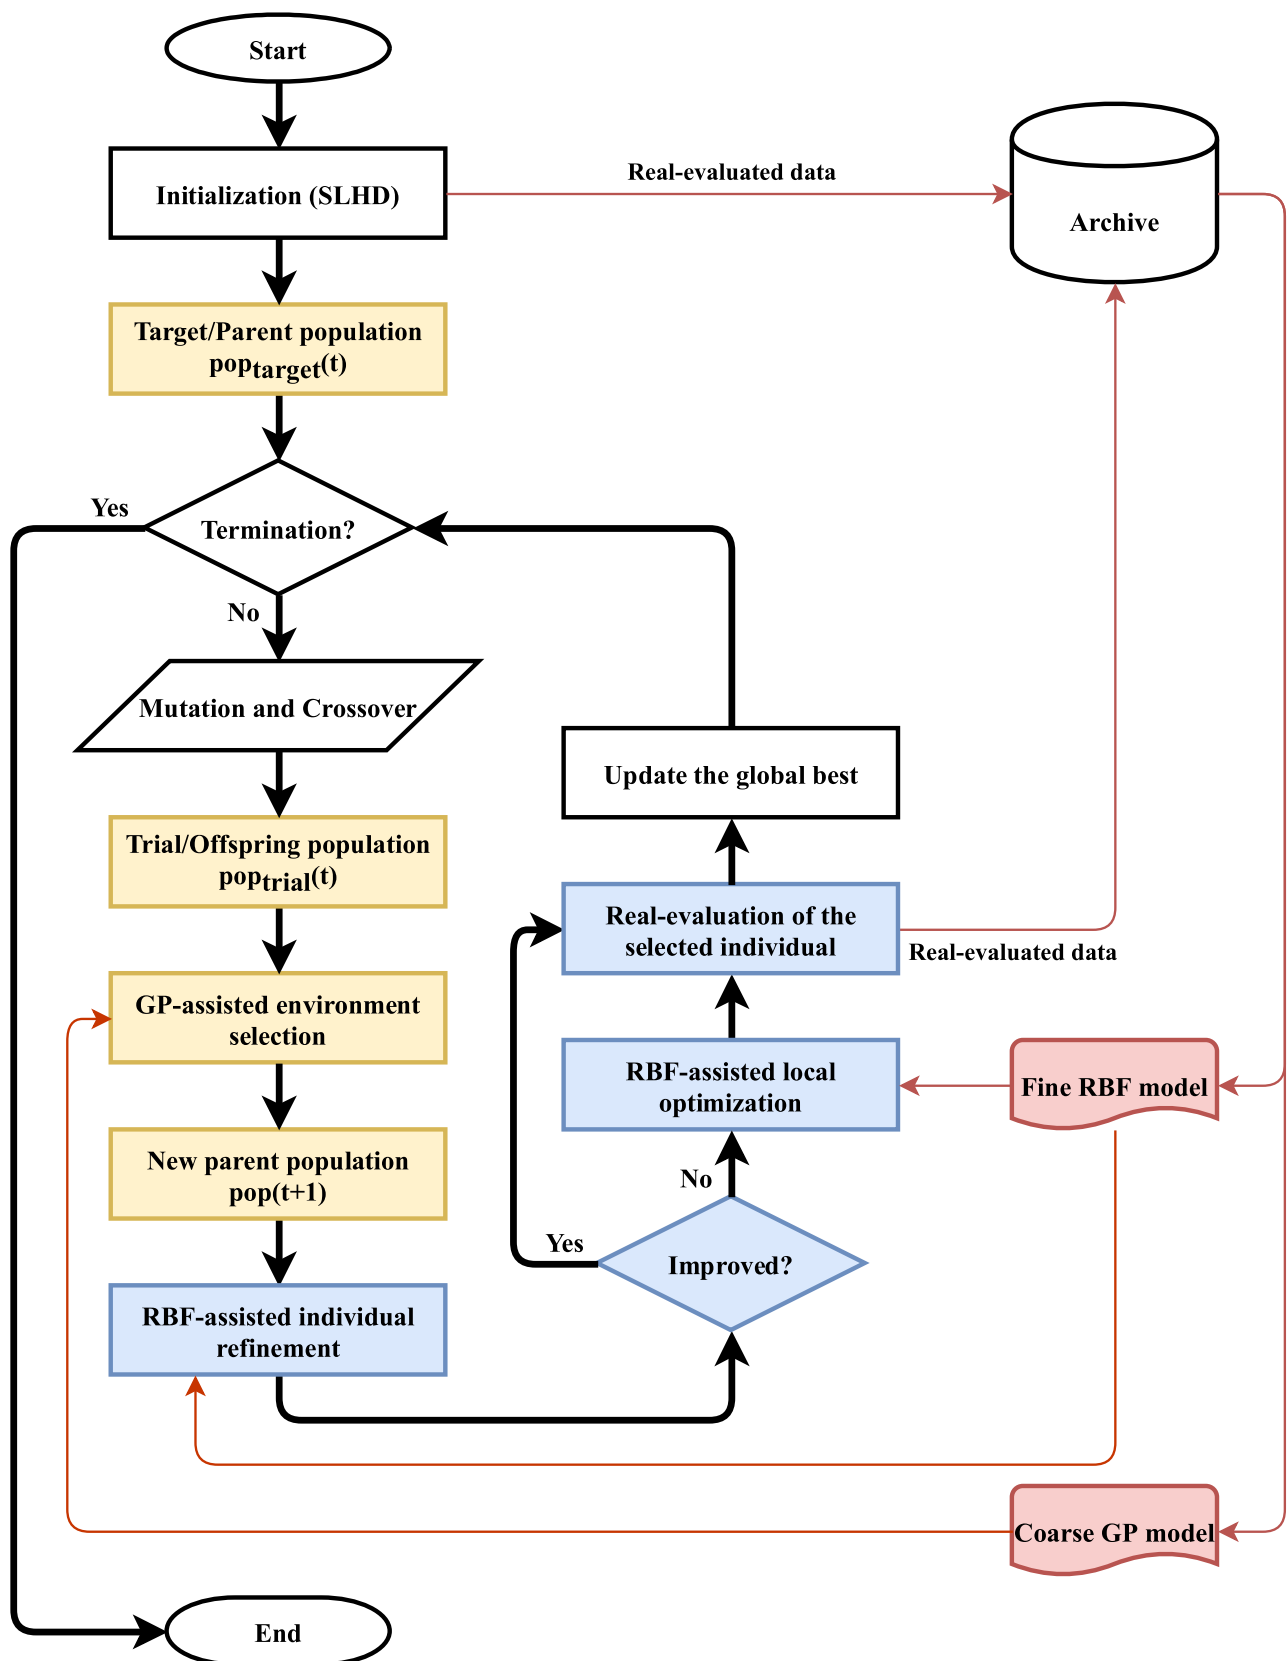 Start
Initialization (SLHD)
Real-evaluated data
Archive
Target/Parent population
pop_target(t)
Yes
Termination?
No
Mutation and Crossover
Update the global best
Trial/Offspring population
pop_trial(t)
Real-evaluation of the
selected individual
Real-evaluated data
GP-assisted environment
selection
RBF-assisted local
optimization
Fine RBF model
New parent population
pop(t+1)
No
Yes
Improved?
RBF-assisted individual
refinement
Coarse GP model
End